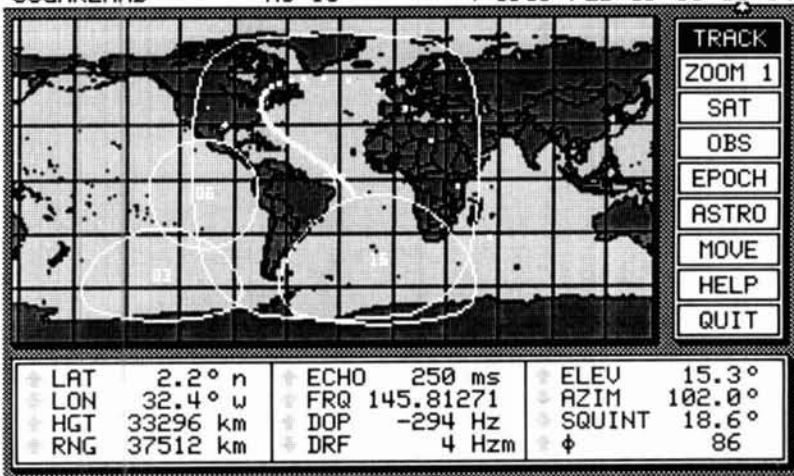 TRACK
ZOOM 1
SAT
OBS
EPOCH
ASTRO
MOVE
HELP
QUIT
06
03
15
LAT 2.2° n
LON 32.4° w
HGT 33296 km
RNG 37512 km
ECHO 250 ms
FRQ 145.81271
DOP -294 Hz
DRF 4 Hzm
ELEV 15.3°
AZIM 102.0°
SQUINT 18.6°
ϕ 86